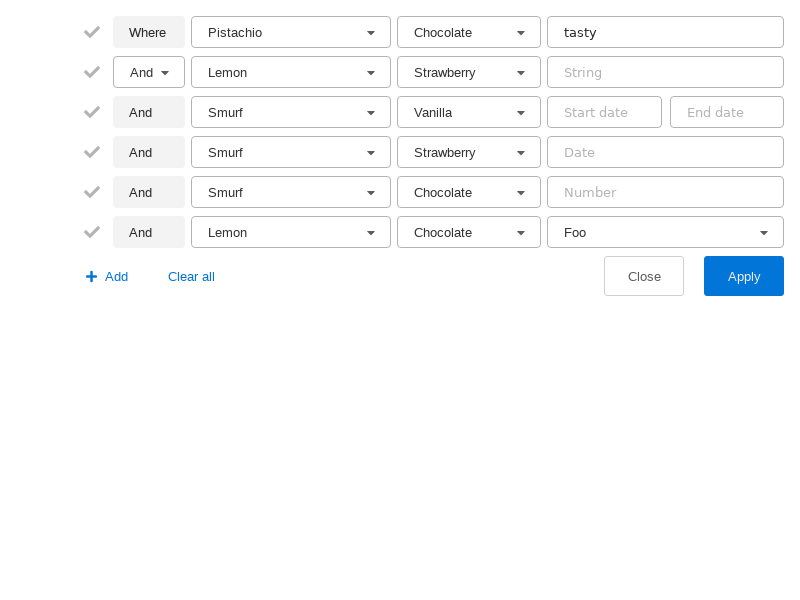 Where Pistachio Chocolate tasty
And Lemon Strawberry String
And Smurf Vanilla Start date End date
And Smurf Strawberry Date
And Smurf Chocolate Number
And Lemon Chocolate Foo
Add Clear all Close Apply